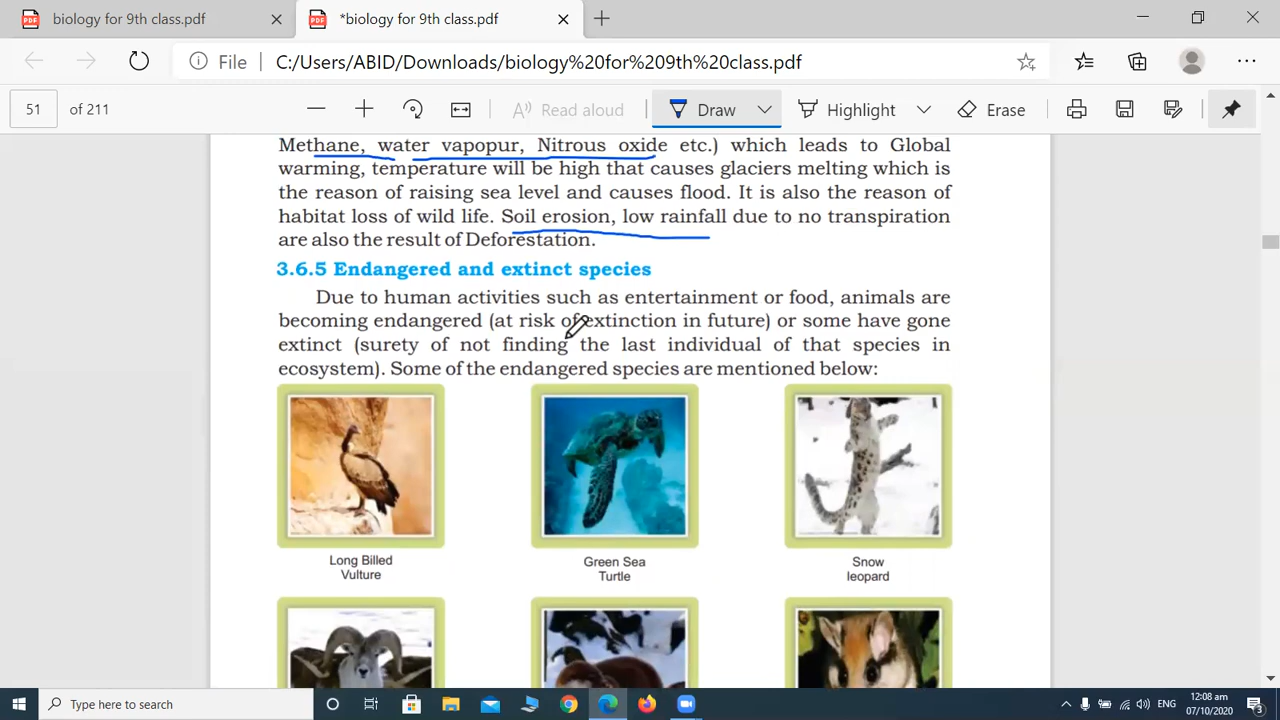 biology for 9th class.pdf
*biology for 9th class.pdf
File
C:/Users/ABID/Downloads/biology%20for%209th%20class.pdf
51 of 211
Read aloud
Draw
Highlight
Erase
Methane, water vapopur, Nitrous oxide etc.) which leads to Global
warming, temperature will be high that causes glaciers melting which is
the reason of raising sea level and causes flood. It is also the reason of
habitat loss of wild life. Soil erosion, low rainfall due to no transpiration
are also the result of Deforestation.
3.6.5 Endangered and extinct species
Due to human activities such as entertainment or food, animals are
becoming endangered (at risk of extinction in future) or some have gone
extinct (surety of not finding the last individual of that species in
ecosystem). Some of the endangered species are mentioned below:
Long Billed
Vulture
Green Sea
Turtle
Snow
leopard
Type here to search
ENG
12:08 am
07/10/2020
3